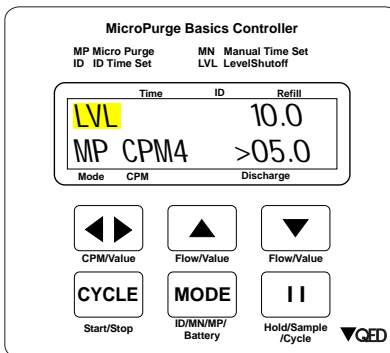 MicroPurge Basics Controller
MP Micro Purge MN Manual Time Set
ID ID Time Set LVL LevelShutoff
Time ID Refill
LVL 10.0
MP CPM4 >05.0
Mode CPM Discharge
CPM/Value Flow/Value Flow/Value
CYCLE MODE II
Start/Stop ID/MN/MP/
Battery Hold/Sample
/Cycle
QED